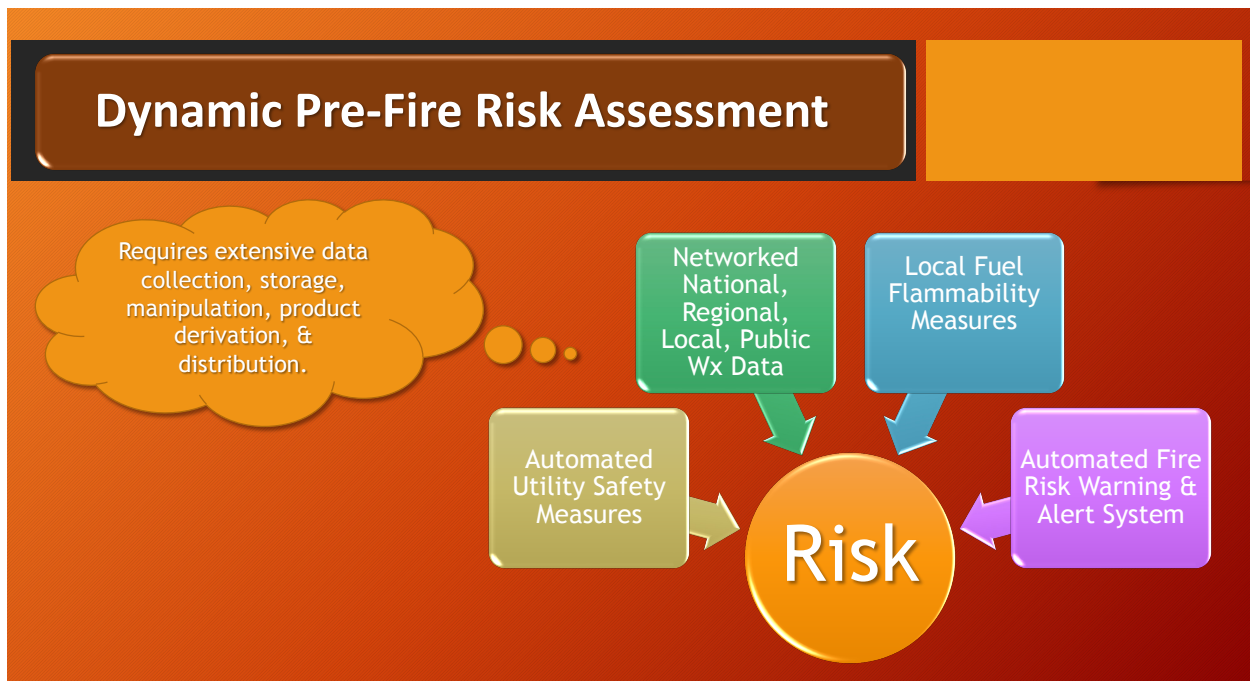 Dynamic Pre-Fire Risk Assessment
Requires extensive data
collection, storage,
manipulation, product
derivation, &
distribution.
Networked
National,
Regional,
Local, Public
Wx Data
Local Fuel
Flammability
Measures
Automated
Utility Safety
Measures
Automated Fire
Risk Warning &
Alert System
Risk